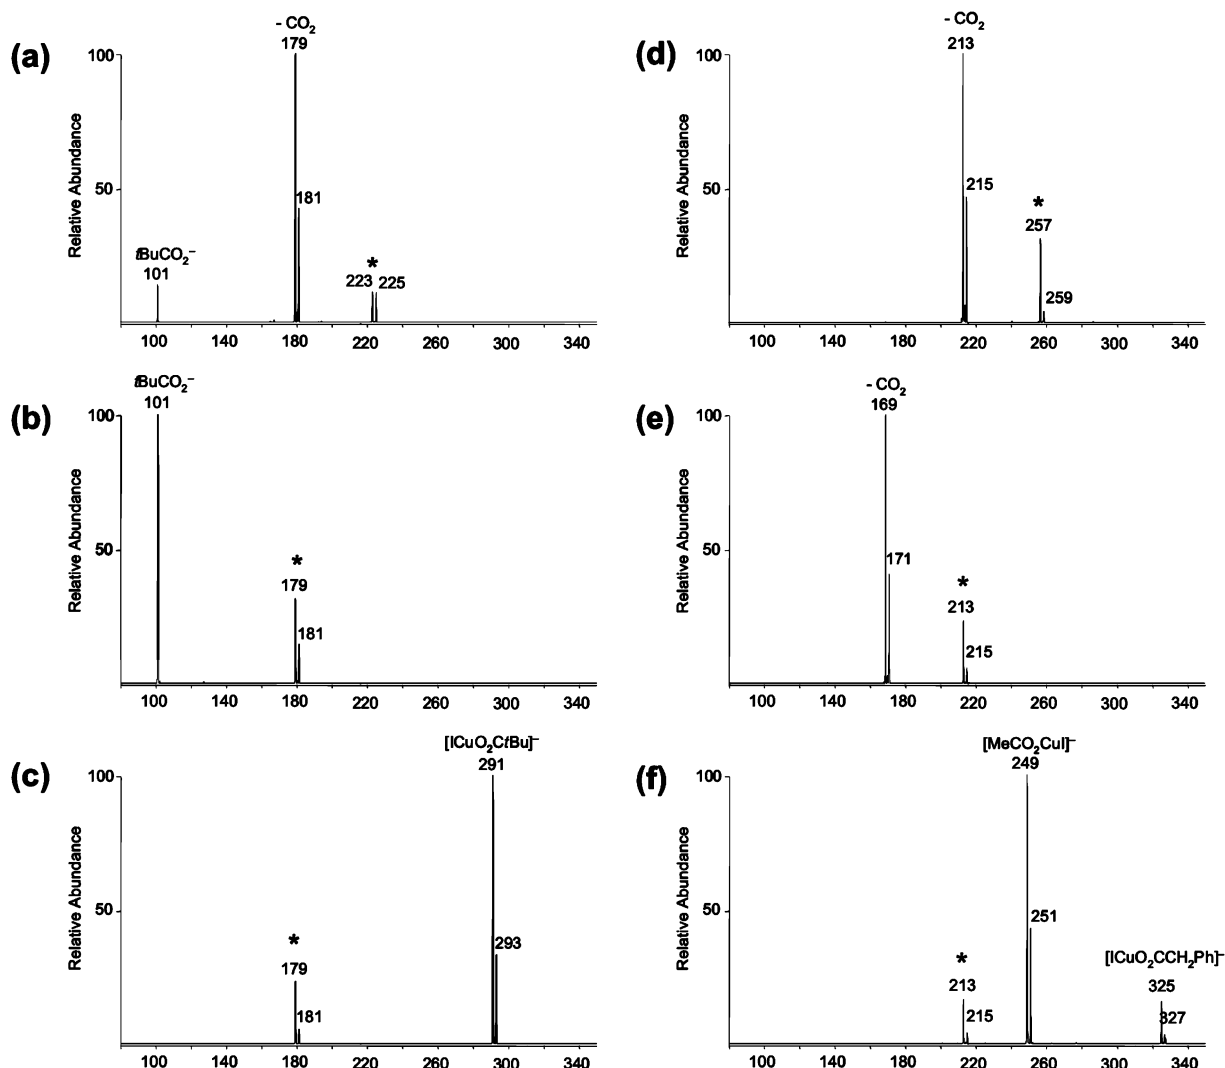 (a)
- CO₂
179
100
Relative Abundance
50
181
tBuCO₂⁻
101
*
223 225
100 140 180 220 260 300 340
(d)
- CO₂
213
100
Relative Abundance
50
215
*
257
259
100 140 180 220 260 300 340
(b)
tBuCO₂⁻
101
100
Relative Abundance
50
*
179
181
100 140 180 220 260 300 340
(e)
- CO₂
169
100
Relative Abundance
50
171
*
213
215
100 140 180 220 260 300 340
(c)
[ICuO₂CtBu]⁻
291
100
Relative Abundance
50
293
*
179
181
100 140 180 220 260 300 340
(f)
[MeCO₂CuI]⁻
249
100
Relative Abundance
50
251
*
213
215
[ICuO₂CCH₂Ph]⁻
325
327
100 140 180 220 260 300 340